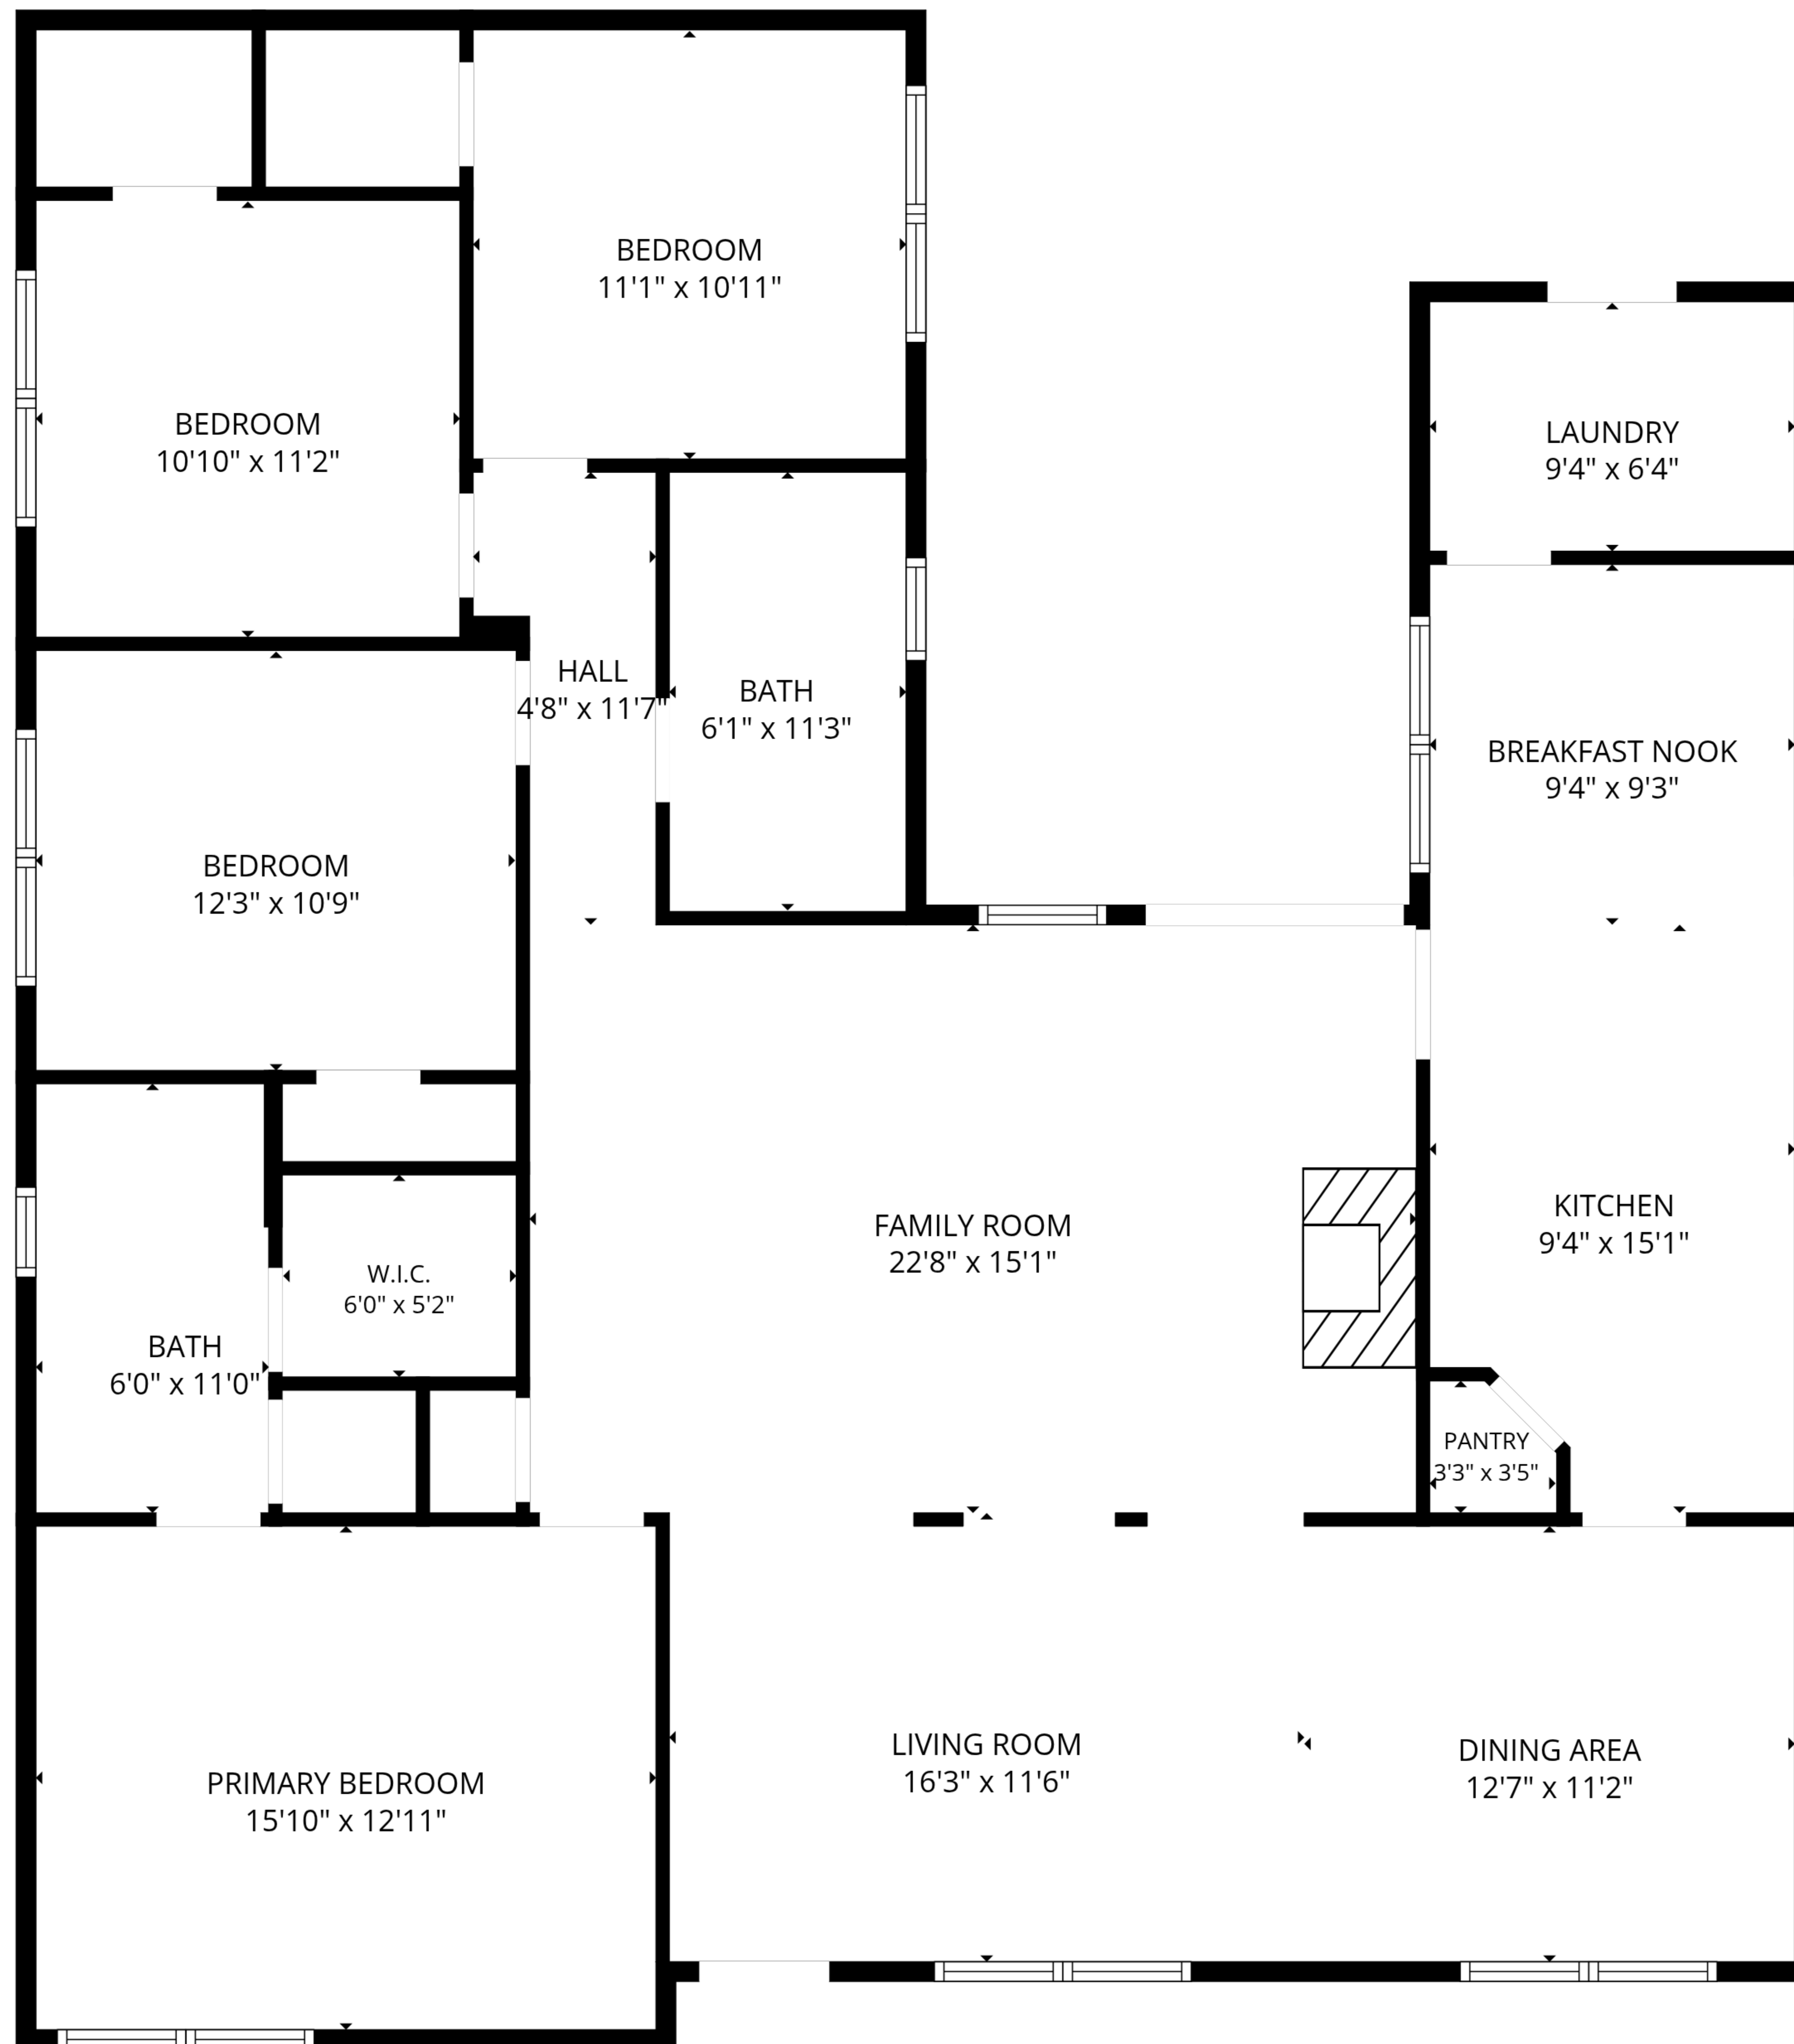 BEDROOM
11'1" x 10'11"
BEDROOM
10'10" x 11'2"
LAUNDRY
9'4" x 6'4"
HALL
4'8" x 11'7"
BATH
6'1" x 11'3"
BREAKFAST NOOK
9'4" x 9'3"
BEDROOM
12'3" x 10'9"
FAMILY ROOM
22'8" x 15'1"
KITCHEN
9'4" x 15'1"
W.I.C.
6'0" x 5'2"
BATH
6'0" x 11'0"
PANTRY
3'3" x 3'5"
LIVING ROOM
16'3" x 11'6"
DINING AREA
12'7" x 11'2"
PRIMARY BEDROOM
15'10" x 12'11"